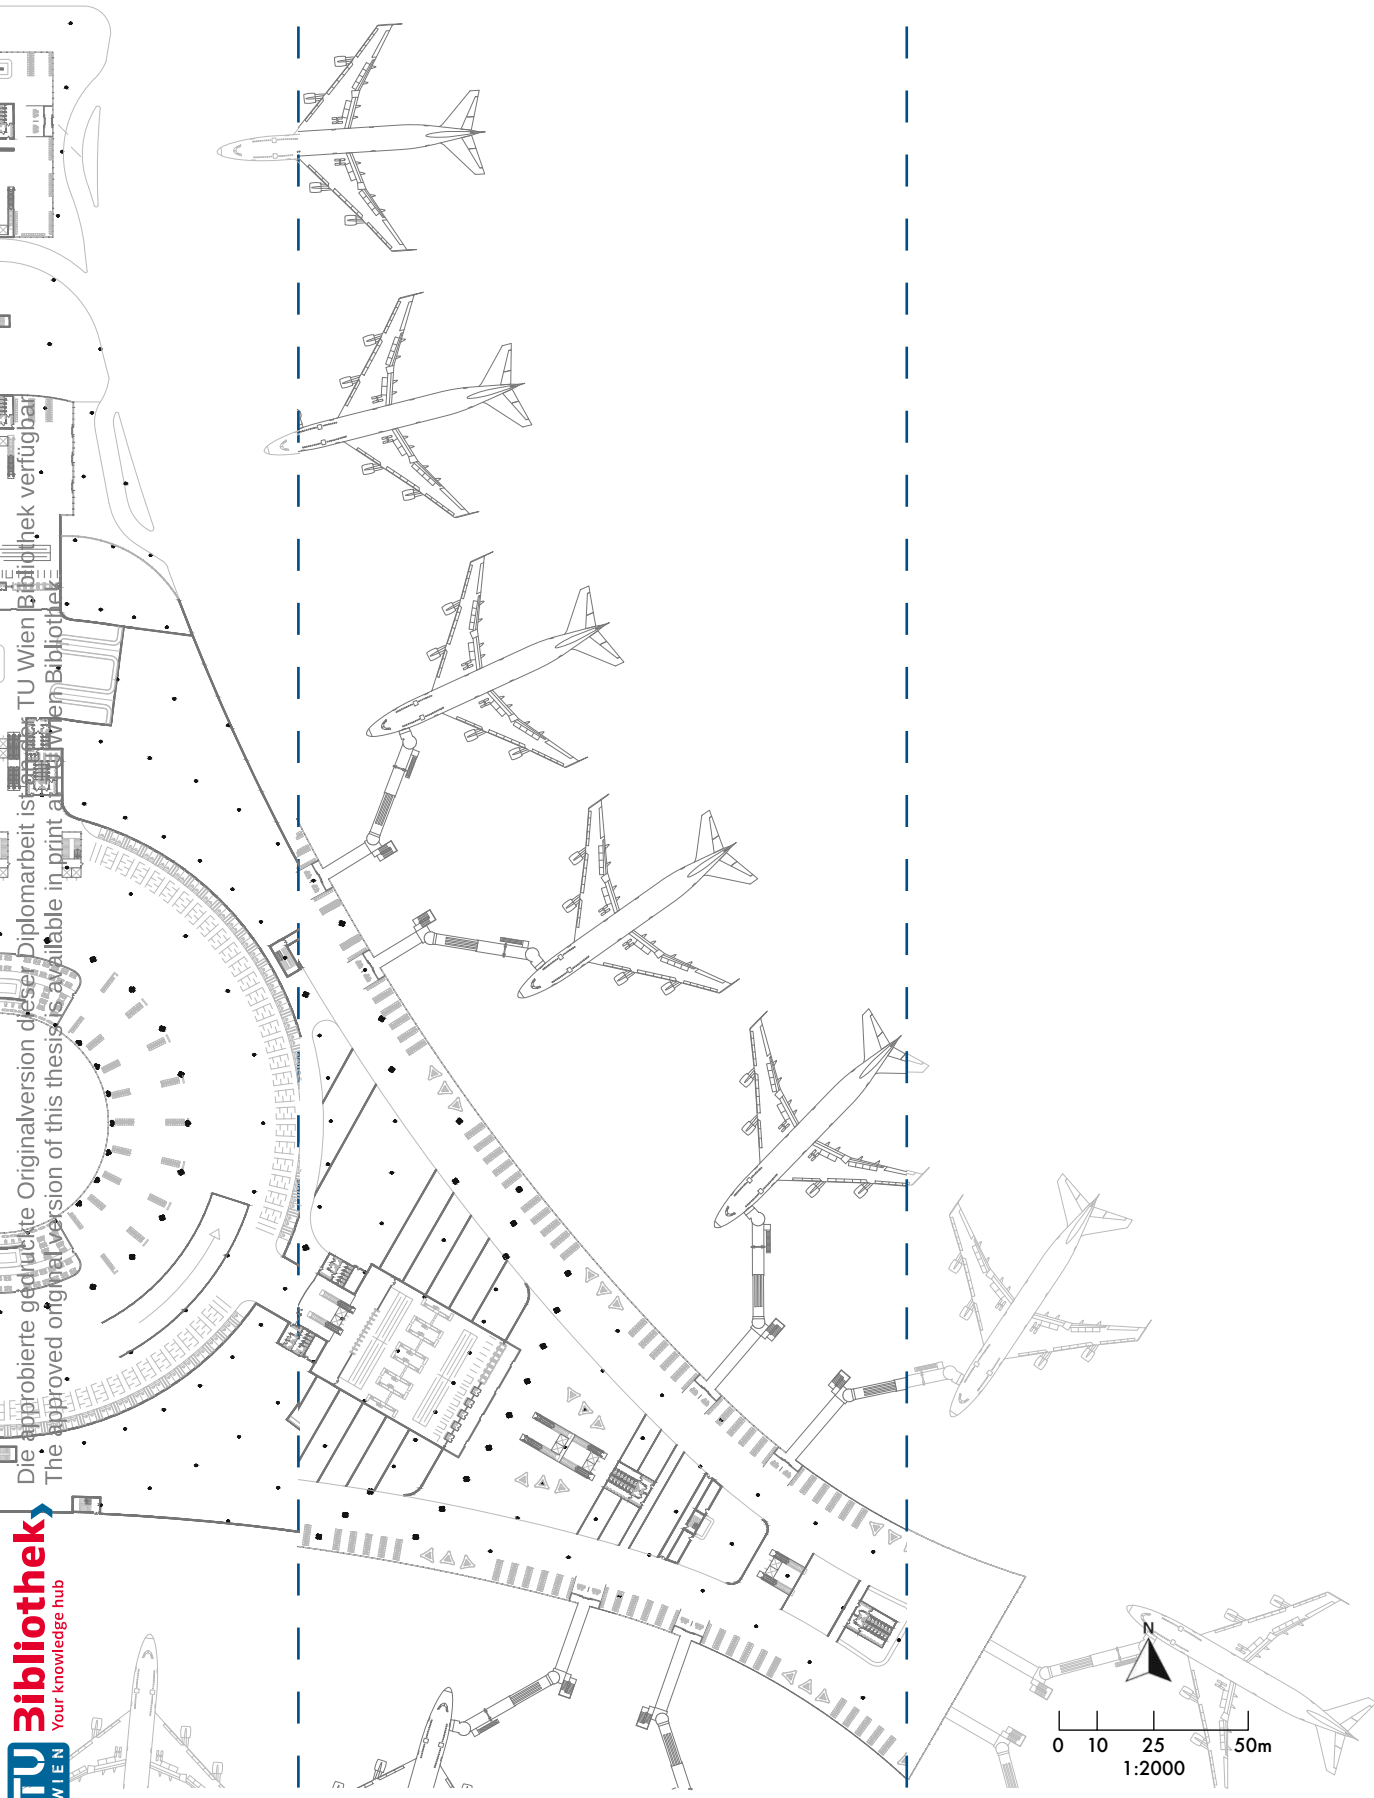 Die approbierte gedruckte Originalversion dieser Diplomarbeit ist an der TU Wien Bibliothek verfügbar
The approved original version of this thesis is available in print at TU Wien Bibliothek
Bibliothek
Your knowledge hub
TU
WIEN
N
0 10 25 50m
1:2000